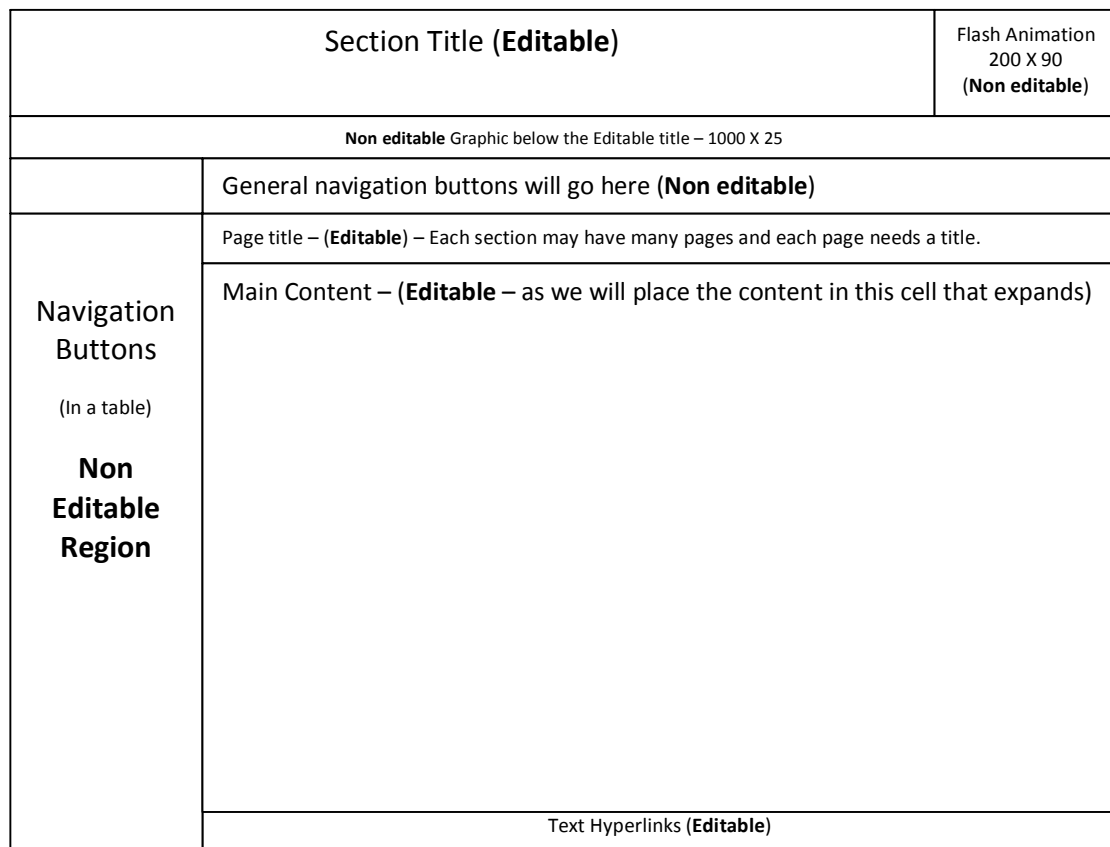 Section Title (Editable)
Flash Animation
200 X 90
(Non editable)
Non editable Graphic below the Editable title – 1000 X 25
General navigation buttons will go here (Non editable)
Page title – (Editable) – Each section may have many pages and each page needs a title.
Main Content – (Editable – as we will place the content in this cell that expands)
Navigation
Buttons
(In a table)
Non
Editable
Region
Text Hyperlinks (Editable)